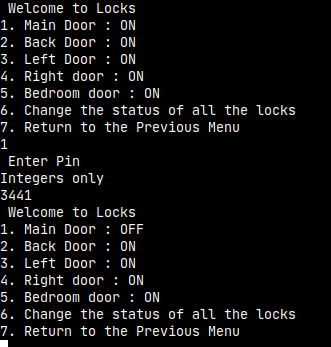 Welcome to Locks
1. Main Door : ON
2. Back Door : ON
3. Left Door : ON
4. Right door : ON
5. Bedroom door : ON
6. Change the status of all the locks
7. Return to the Previous Menu
1
Enter Pin
Integers only
3441
Welcome to Locks
1. Main Door : OFF
2. Back Door : ON
3. Left Door : ON
4. Right door : ON
5. Bedroom door : ON
6. Change the status of all the locks
7. Return to the Previous Menu